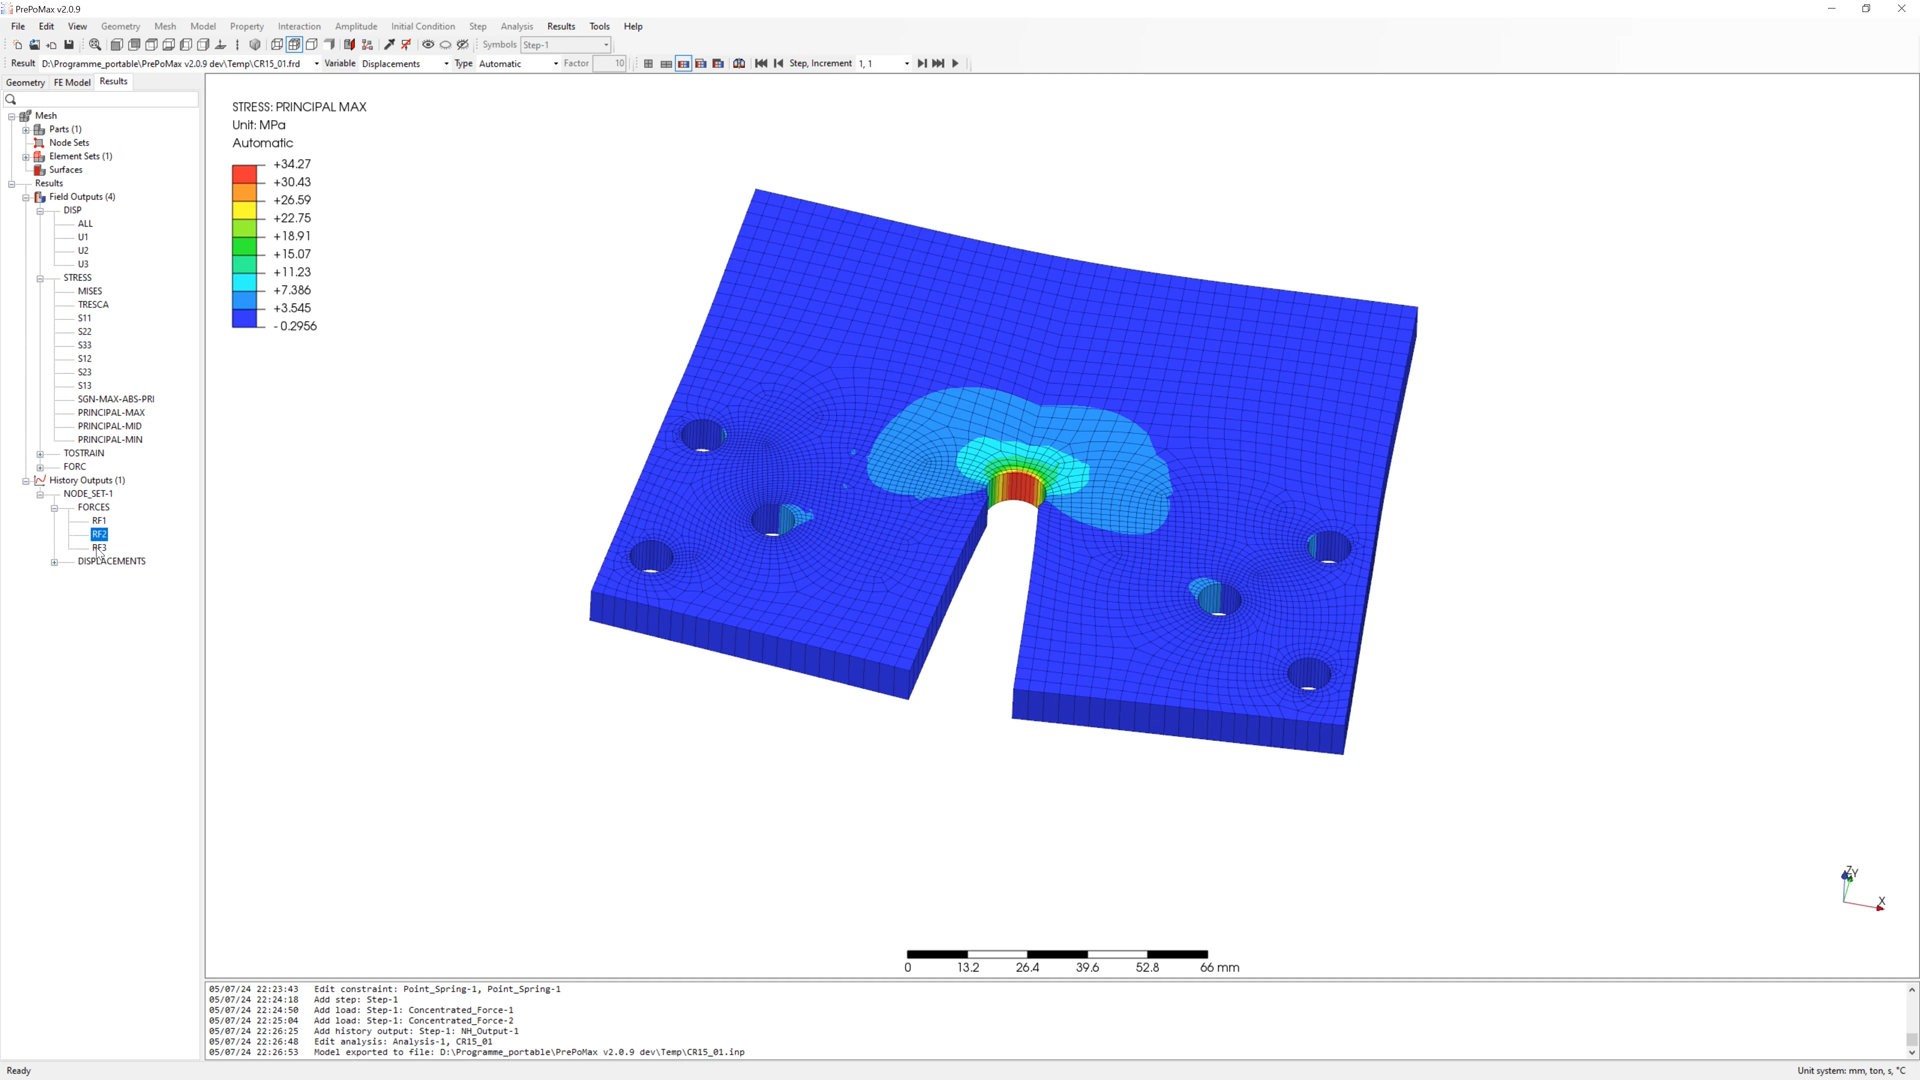 PrePoMax v2.0.9
File Edit View Geometry Mesh Model Property Interaction Amplitude Initial Condition Step Analysis Results Tools Help
Symbols Step-1
Result D:\Programme_portable\PrePoMax v2.0.9 dev\Temp\CR15_01.frd Variable Displacements Type Automatic Factor 10 Step, Increment 1, 1
Geometry FE Model Results
Mesh
Parts (1)
Node Sets
Element Sets (1)
Surfaces
Results
Field Outputs (4)
DISP
ALL
U1
U2
U3
STRESS
MISES
TRESCA
S11
S22
S33
S12
S23
S13
SGN-MAX-ABS-PRI
PRINCIPAL-MAX
PRINCIPAL-MID
PRINCIPAL-MIN
TOSTRAIN
FORC
History Outputs (1)
NODE_SET-1
FORCES
RF1
RF2
RF3
DISPLACEMENTS
STRESS: PRINCIPAL MAX
Unit: MPa
Automatic
+34.27
+30.43
+26.59
+22.75
+18.91
+15.07
+11.23
+7.386
+3.545
- 0.2956
Z Y
X
0 13.2 26.4 39.6 52.8 66 mm
05/07/24 22:23:43 Edit constraint: Point_Spring-1, Point_Spring-1
05/07/24 22:24:18 Add step: Step-1
05/07/24 22:24:50 Add load: Step-1: Concentrated_Force-1
05/07/24 22:25:04 Add load: Step-1: Concentrated_Force-2
05/07/24 22:26:25 Add history output: Step-1: NH_Output-1
05/07/24 22:26:48 Edit analysis: Analysis-1, CR15_01
05/07/24 22:26:53 Model exported to file: D:\Programme_portable\PrePoMax v2.0.9 dev\Temp\CR15_01.inp
Ready
Unit system: mm, ton, s, °C